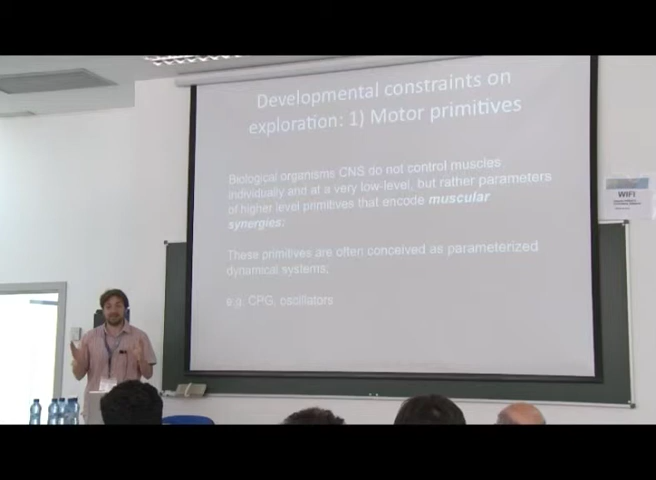 Developmental constraints on
exploration: 1) Motor primitives
Biological organisms CNS do not control muscles
individually and at a very low-level, but rather parameters
of higher level primitives that encode muscular
synergies;
These primitives are often conceived as parameterized
dynamical systems;
e.g. CPG, oscillators
WIFI